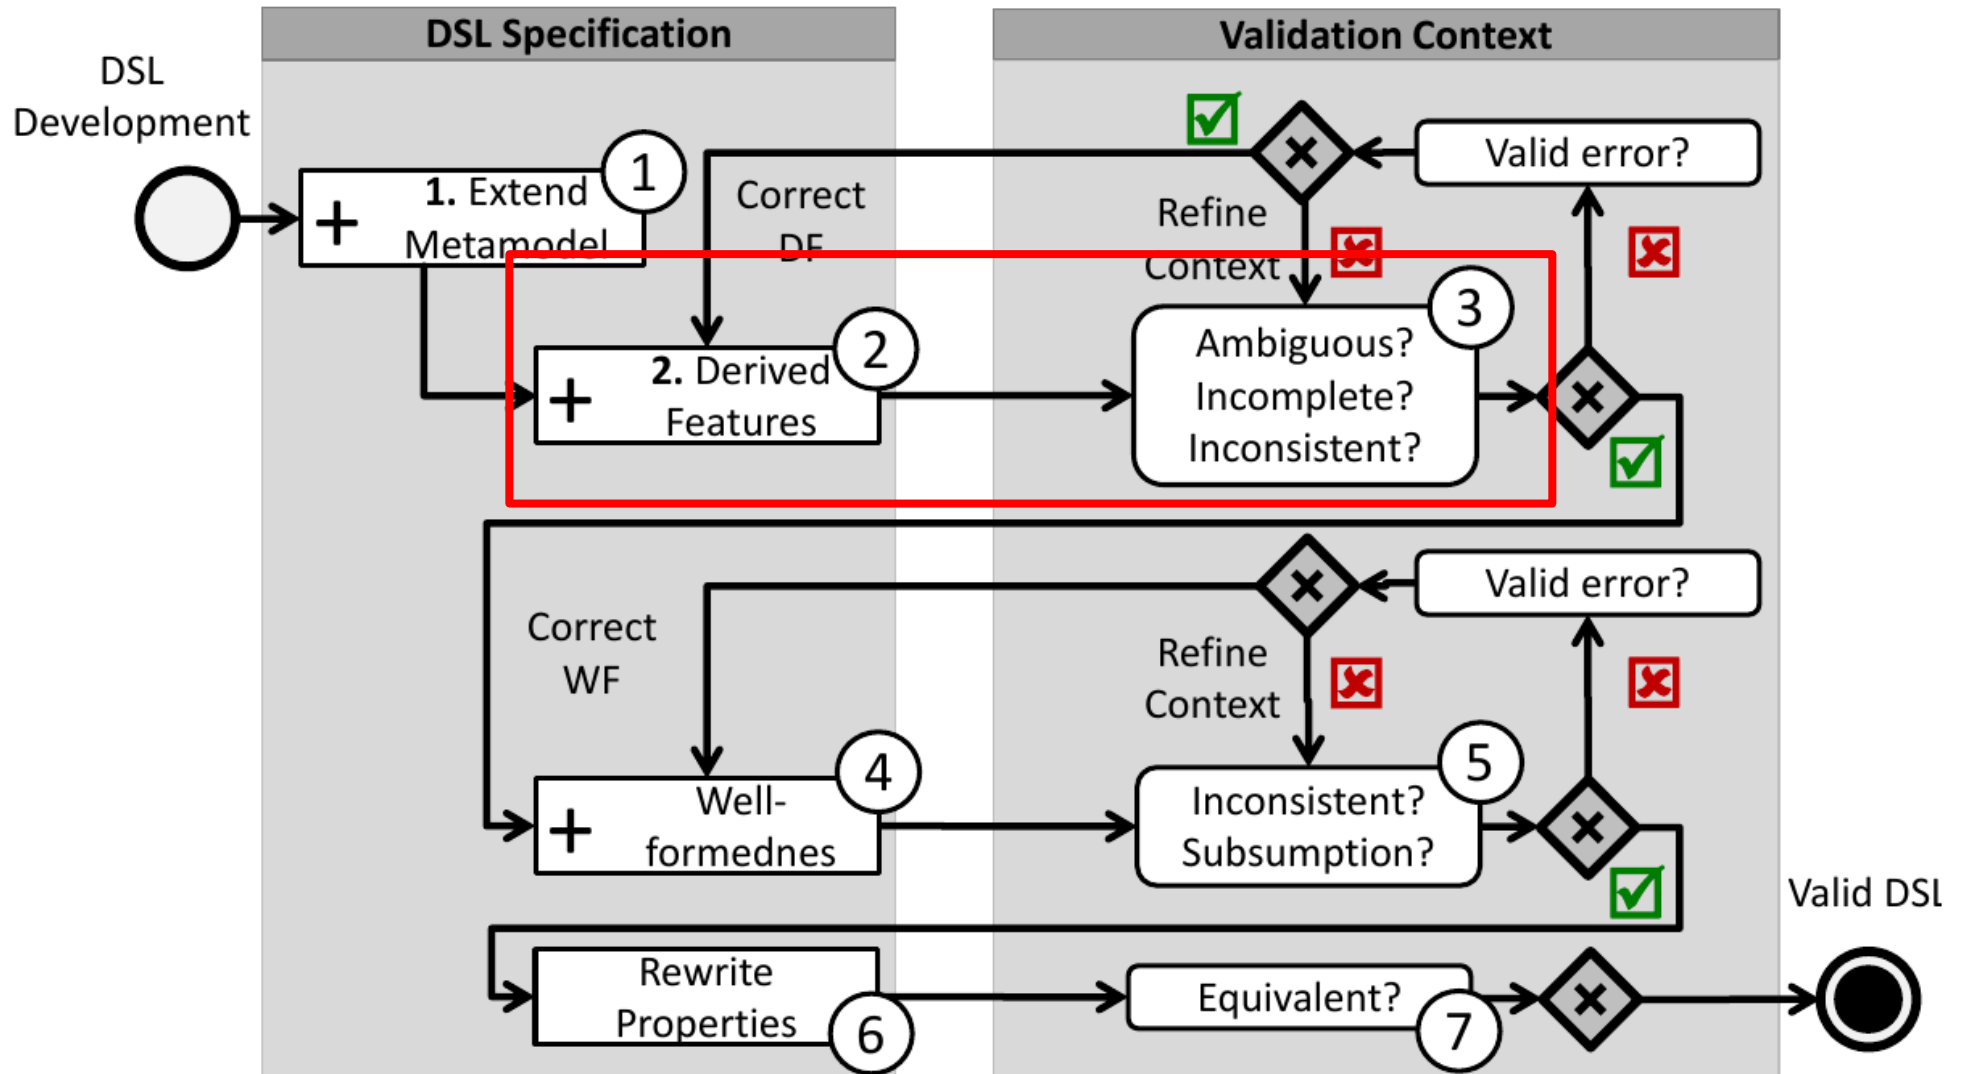 DSL Specification
Validation Context
DSL
Development
1. Extend
Metamodel
1
Correct
DF
Valid error?
Refine
Context
2. Derived
Features
2
Ambiguous?
Incomplete?
Inconsistent?
3
Correct
WF
Valid error?
Refine
Context
Well-
formednes
4
Inconsistent?
Subsumption?
5
Valid DSL
Rewrite
Properties
6
Equivalent?
7